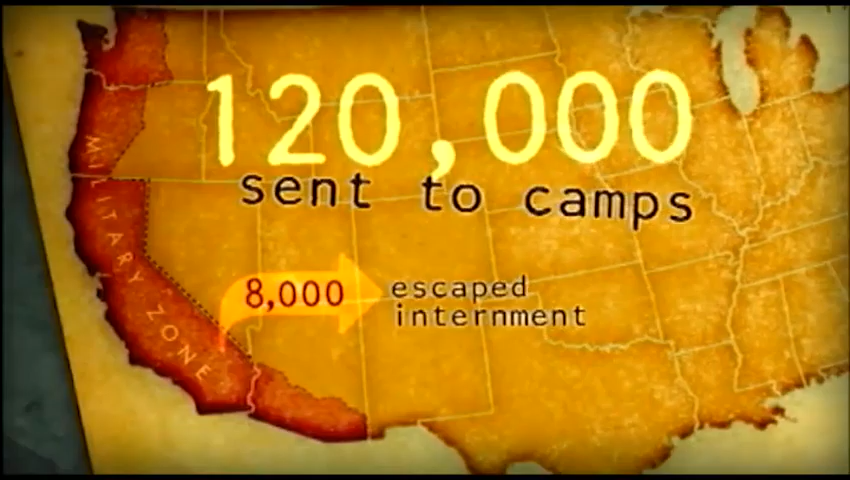 120,000
sent to camps
MILITARY ZONE
8,000
escaped
internment